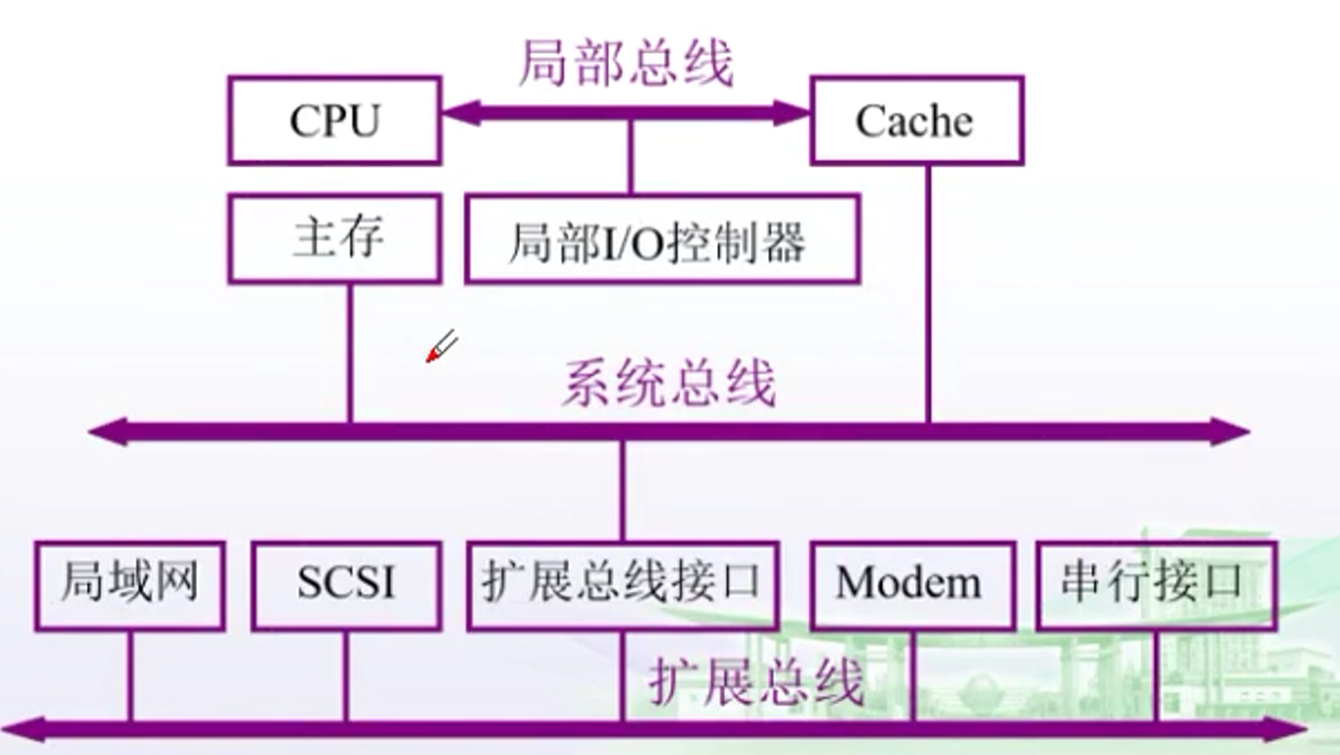 局部总线
CPU
Cache
主存
局部I/O控制器
系统总线
局域网
SCSI
扩展总线接口
Modem
串行接口
扩展总线